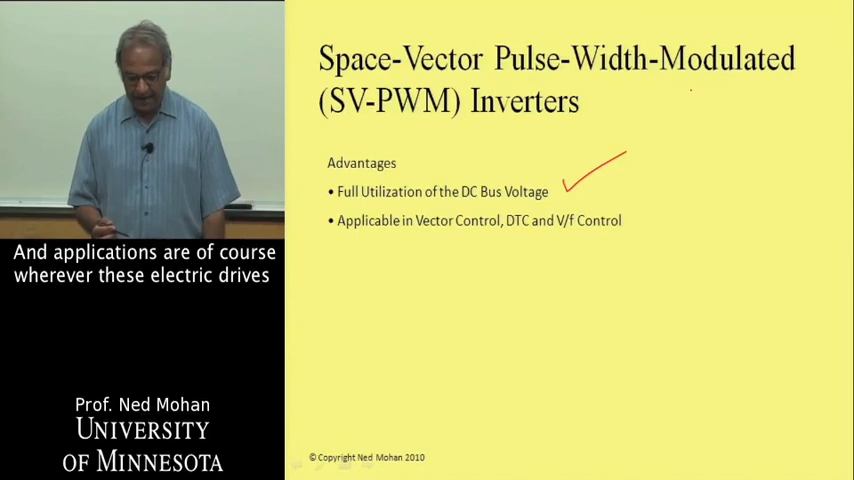 Space-Vector Pulse-Width-Modulated
(SV-PWM) Inverters
Advantages
• Full Utilization of the DC Bus Voltage
• Applicable in Vector Control, DTC and V/f Control
And applications are of course
wherever these electric drives
Prof. Ned Mohan
UNIVERSITY
OF MINNESOTA
© Copyright Ned Mohan 2010